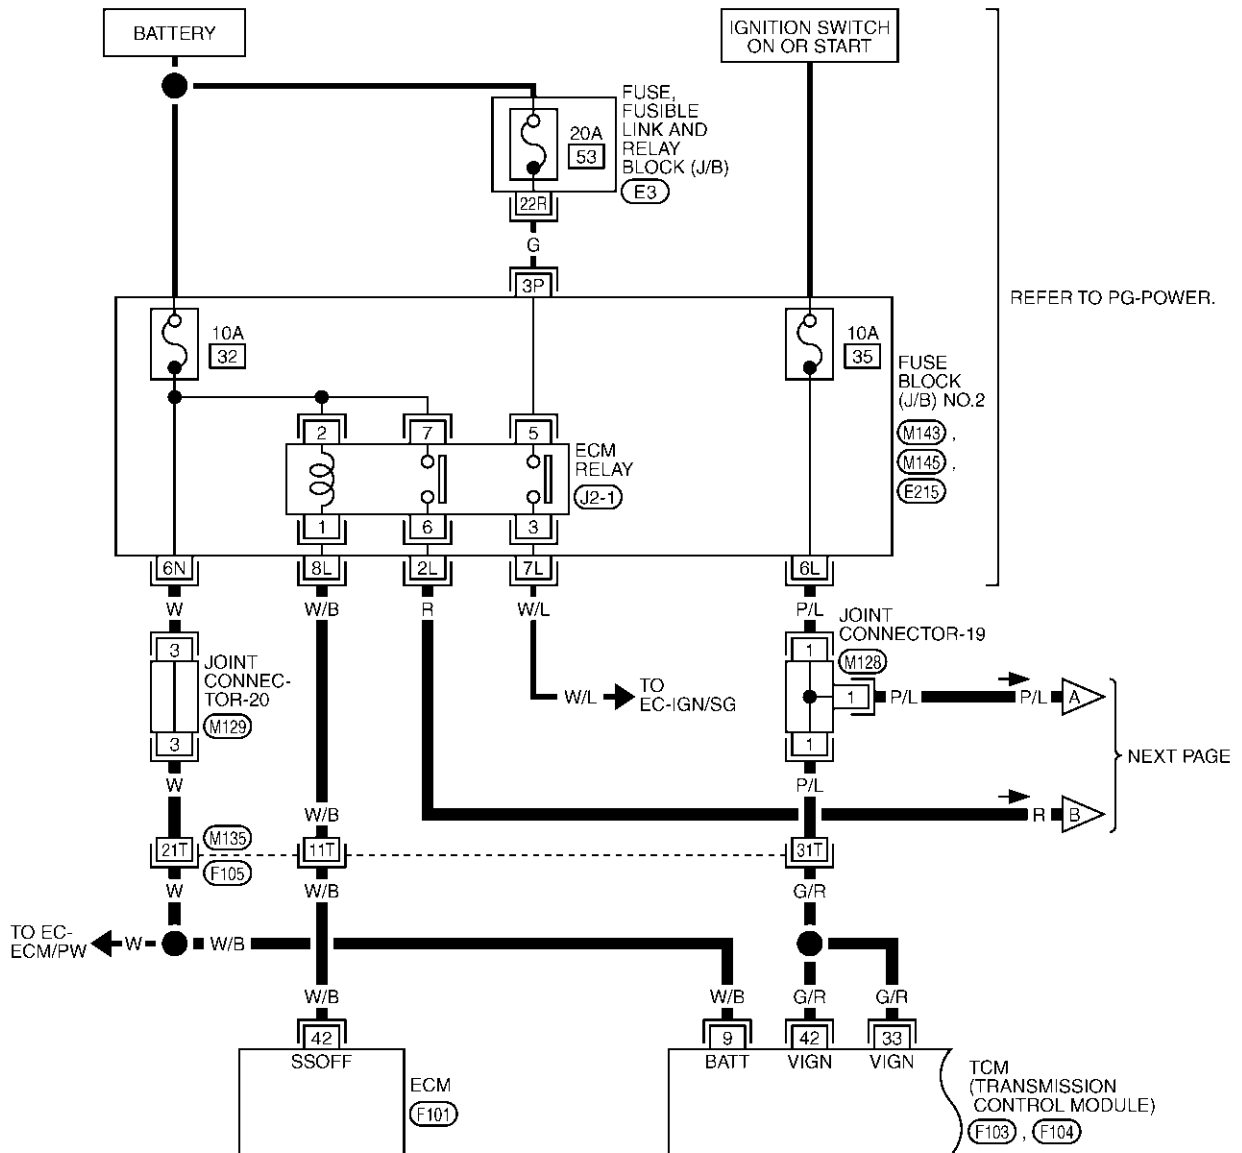 BATTERY
IGNITION SWITCH
ON OR START
FUSE,
FUSIBLE
LINK AND
RELAY
BLOCK (J/B)
E3
20A
53
22R
G
3P
REFER TO PG-POWER.
10A
32
10A
35
FUSE
BLOCK
(J/B) NO.2
M143 ,
M145 ,
E215
2
7
5
ECM
RELAY
J2-1
1
6
3
6N
8L
2L
7L
6L
W
W/B
R
W/L
P/L
3
JOINT
CONNEC-
TOR-20
M129
3
1
JOINT
CONNECTOR-19
M128
1
P/L
P/L
A
1
W/L
TO
EC-IGN/SG
NEXT PAGE
W
W/B
P/L
R
B
21T
M135
F105
11T
31T
W
W/B
G/R
TO EC-
ECM/PW
W
W/B
W/B
W/B
G/R
G/R
42
SSOFF
ECM
F101
9
BATT
42
VIGN
33
VIGN
TCM
(TRANSMISSION
CONTROL MODULE)
F103 , F104